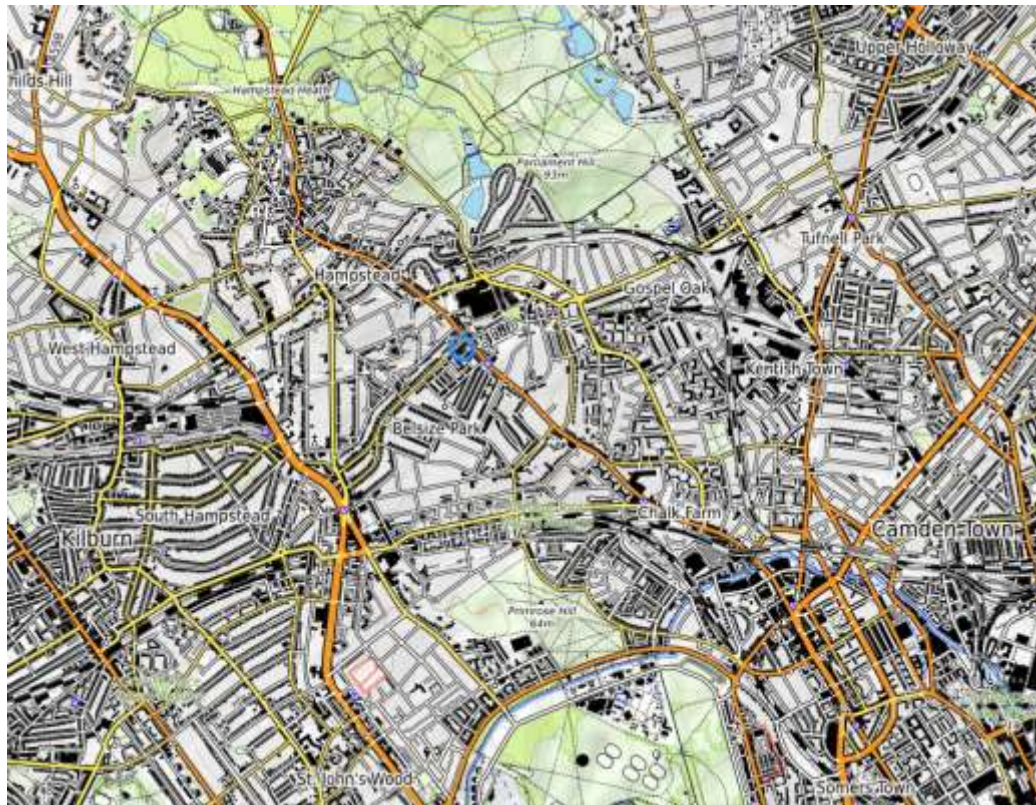 B519
Upper Holloway
hilds Hill
Hampstead Heath
Parliament Hill
93m
Tufnell Park
Hampstead
Gospel Oak
West Hampstead
Kentish Town
Belsize Park
South Hampstead
Chalk Farm
Kilburn
Camden Town
Primrose Hill
64m
St. John's Wood
Somers Town